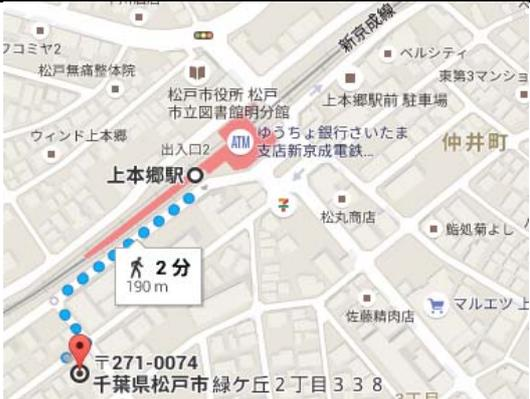 フコミヤ2
新京成線
ベルシティ
松戸無痛整体院
東第3マンショ
松戸市役所 松戸
市立図書館明分館
上本郷駅前 駐車場
ウィンド上本郷
出入口2
ATM
ゆうちょ銀行さいたま
支店新京成電鉄...
仲井町
上本郷駅
7
松丸商店
鮨処菊よし
2 分
190 m
マルエツ 上
佐藤精肉店
〒271-0074
千葉県松戸市緑ケ丘2丁目338
3丁目